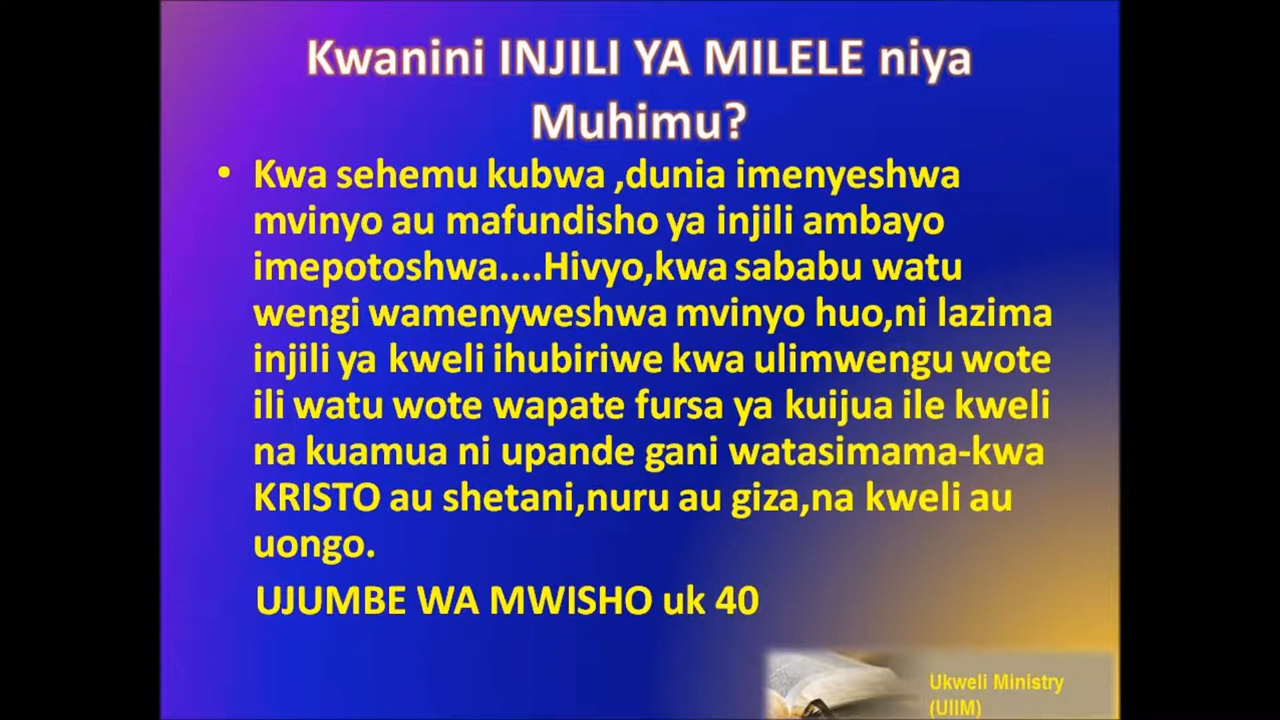 Kwanini INJILI YA MILELE niya
Muhimu?
• Kwa sehemu kubwa ,dunia imenyeshwa
mvinyo au mafundisho ya injili ambayo
imepotoshwa....Hivyo,kwa sababu watu
wengi wamenyweshwa mvinyo huo,ni lazima
injili ya kweli ihubiriwe kwa ulimwengu wote
ili watu wote wapate fursa ya kuijua ile kweli
na kuamua ni upande gani watasimama-kwa
KRISTO au shetani,nuru au giza,na kweli au
uongo.
UJUMBE WA MWISHO uk 40
Ukweli Ministry
(UIIM)